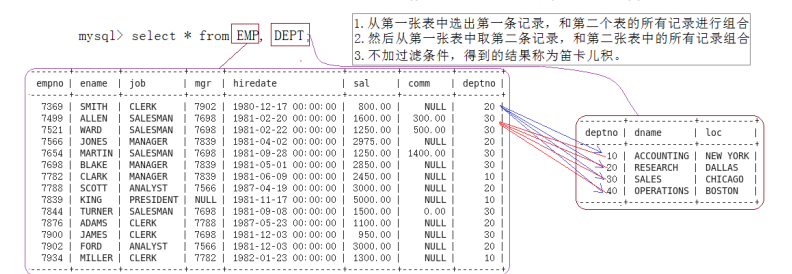 mysql> select * from EMP, DEPT;
1.从第一张表中选出第一条记录，和第二个表的所有记录进行组合
2.然后从第一张表中取第二条记录，和第二张表中的所有记录组合
3.不加过滤条件，得到的结果称为笛卡儿积。
empno | ename | job | mgr | hiredate | sal | comm | deptno |
7369 | SMITH | CLERK | 7902 | 1980-12-17 00:00:00 | 800.00 | NULL | 20
7499 | ALLEN | SALESMAN | 7698 | 1981-02-20 00:00:00 | 1600.00 | 300.00 | 30
7521 | WARD | SALESMAN | 7698 | 1981-02-22 00:00:00 | 1250.00 | 500.00 | 30
7566 | JONES | MANAGER | 7839 | 1981-04-02 00:00:00 | 2975.00 | NULL | 20 |
7654 | MARTIN | SALESMAN | 7698 | 1981-09-28 00:00:00 | 1250.00 | 1400.00 | 30 |
7698 | BLAKE | MANAGER | 7839 | 1981-05-01 00:00:00 | 2850.00 | NULL | 30 |
7782 | CLARK | MANAGER | 7839 | 1981-06-09 00:00:00 | 2450.00 | NULL | 10 |
7788 | SCOTT | ANALYST | 7566 | 1987-04-19 00:00:00 | 3000.00 | NULL | 20 |
7839 | KING | PRESIDENT | NULL | 1981-11-17 00:00:00 | 5000.00 | NULL | 10 |
7844 | TURNER | SALESMAN | 7698 | 1981-09-08 00:00:00 | 1500.00 | 0.00 | 30 |
7876 | ADAMS | CLERK | 7788 | 1987-05-23 00:00:00 | 1100.00 | NULL | 20 |
7900 | JAMES | CLERK | 7698 | 1981-12-03 00:00:00 | 950.00 | NULL | 30 |
7902 | FORD | ANALYST | 7566 | 1981-12-03 00:00:00 | 3000.00 | NULL | 20 |
7934 | MILLER | CLERK | 7782 | 1982-01-23 00:00:00 | 1300.00 | NULL | 10 |
deptno | dname | loc |
10 | ACCOUNTING | NEW YORK |
20 | RESEARCH | DALLAS |
30 | SALES | CHICAGO |
40 | OPERATIONS | BOSTON |